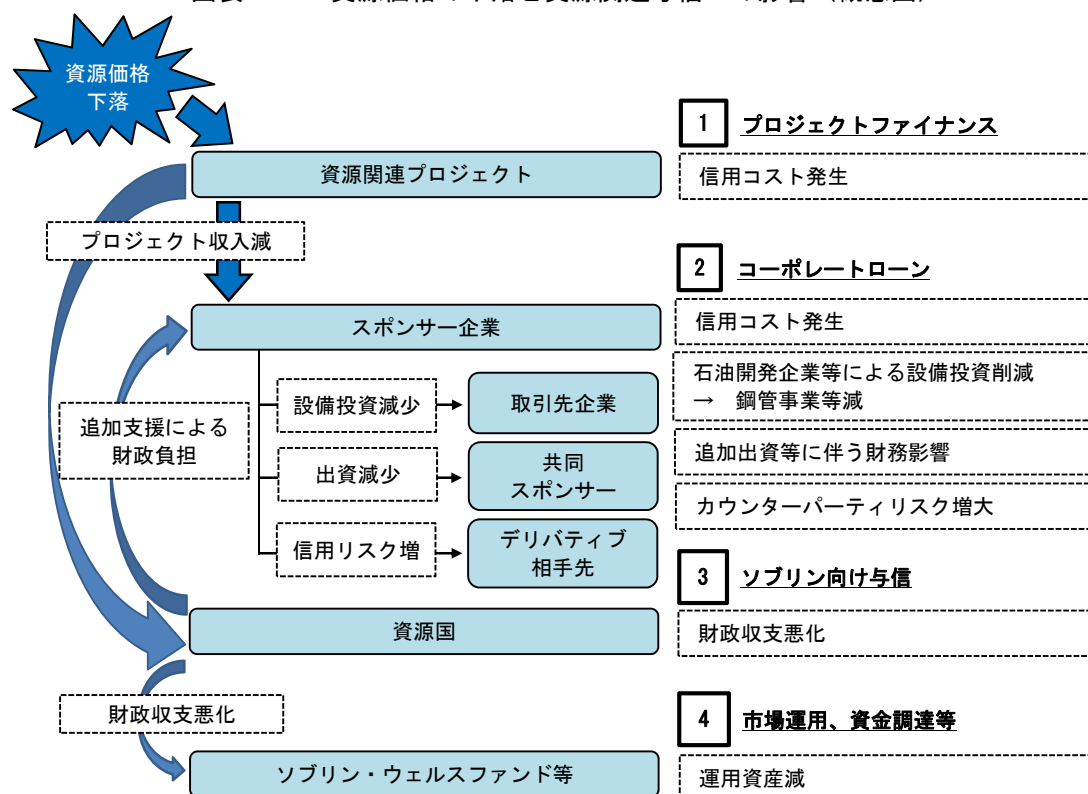 資源価格
下落
1 プロジェクトファイナンス
資源関連プロジェクト
信用コスト発生
プロジェクト収入減
2 コーポレートローン
スポンサー企業
信用コスト発生
設備投資減少
取引先企業
石油開発企業等による設備投資削減
→ 鋼管事業等減
追加支援による
財政負担
出資減少
共同
スポンサー
追加出資等に伴う財務影響
カウンターパーティリスク増大
信用リスク増
デリバティブ
相手先
3 ソブリン向け与信
資源国
財政収支悪化
財政収支悪化
4 市場運用、資金調達等
ソブリン・ウェルスファンド等
運用資産減